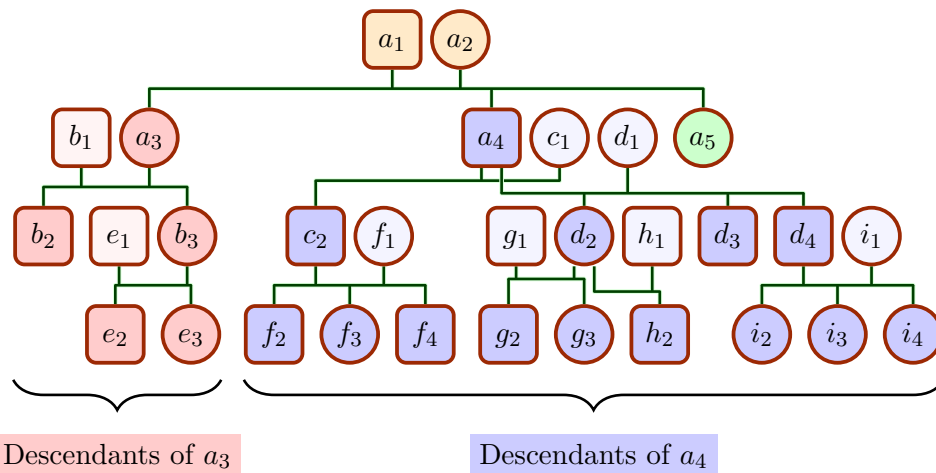 a₁ a₂
b₁ a₃ a₄ c₁ d₁ a₅
b₂ e₁ b₃ c₂ f₁ g₁ d₂ h₁ d₃ d₄ i₁
e₂ e₃ f₂ f₃ f₄ g₂ g₃ h₂ i₂ i₃ i₄
Descendants of a₃ Descendants of a₄